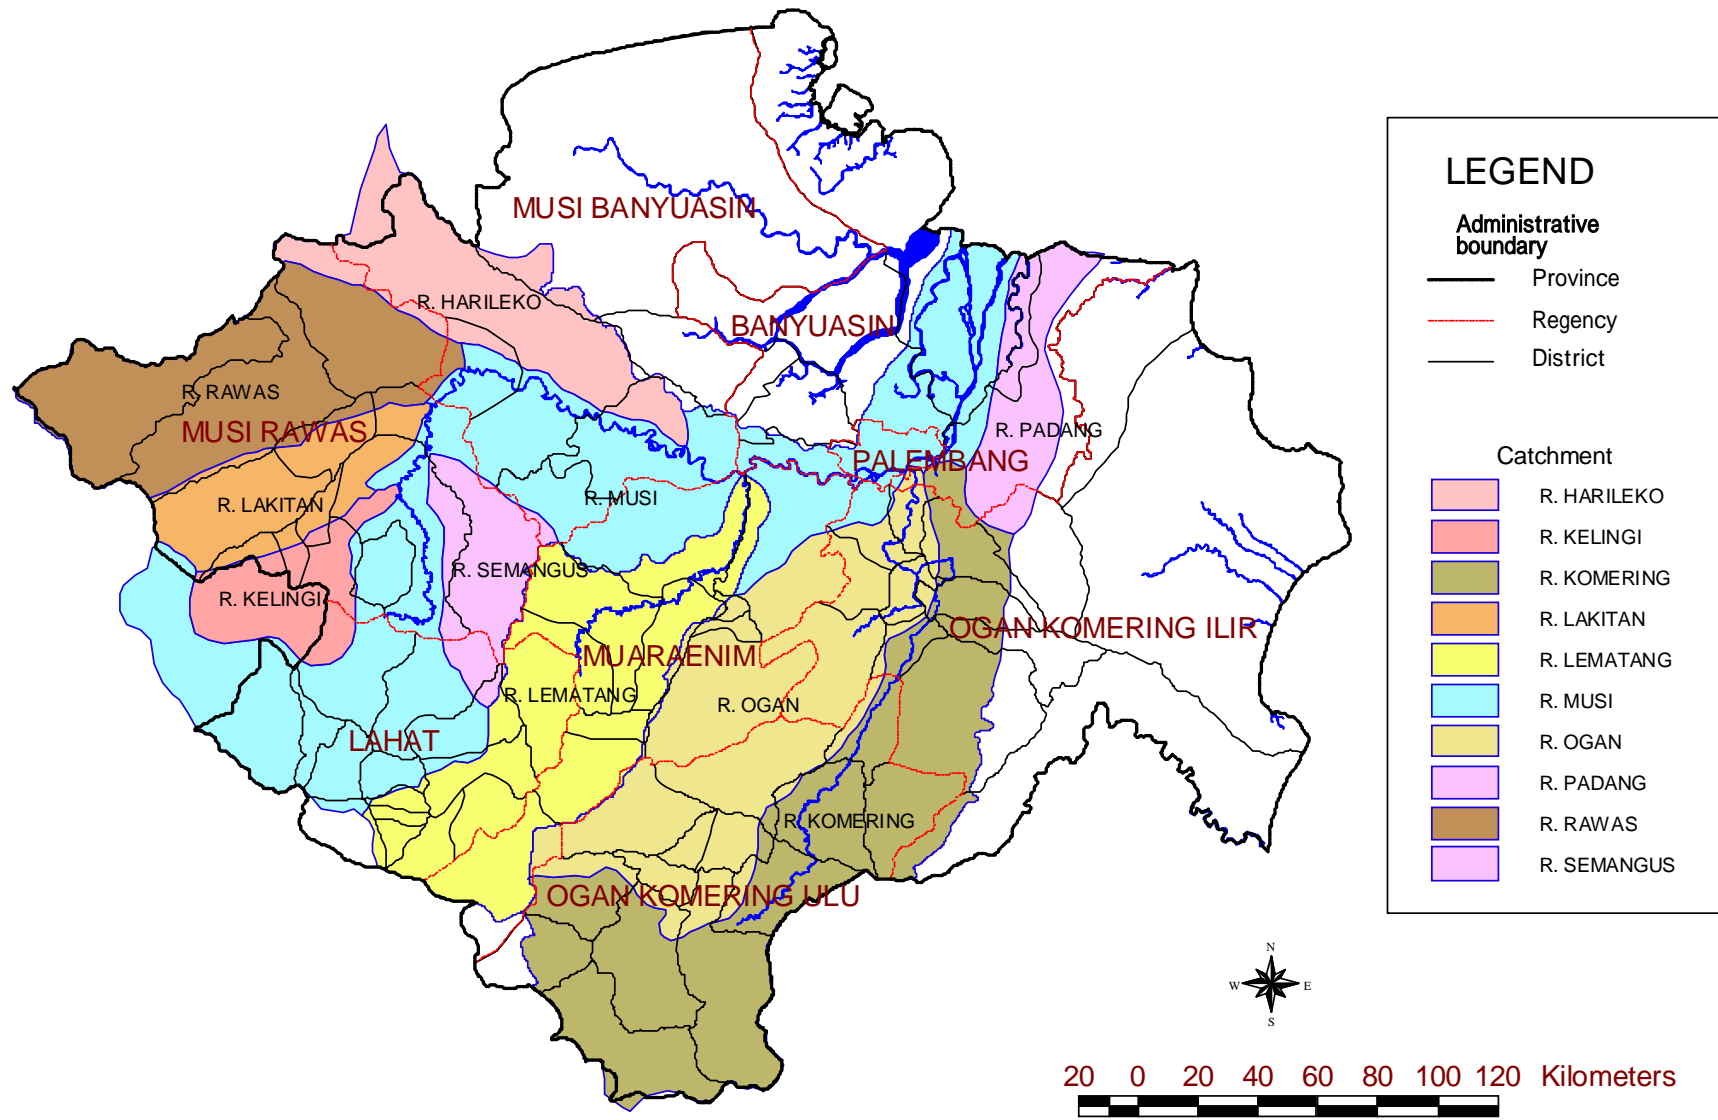 MUSI BANYUASIN
R. HARILEKO
BANYUASIN
R. RAWAS
MUSI RAWAS
R. PADANG
PALEMBANG
R. LAKITAN
R. MUSI
R. SEMANGUS
R. KELINGI
OGAN KOMERING ILIR
MUARAENIM
R. LEMATANG
R. OGAN
LAHAT
R. KOMERING
OGAN KOMERING ULU
LEGEND
Administrative
boundary
Province
Regency
District
Catchment
R. HARILEKO
R. KELINGI
R. KOMERING
R. LAKITAN
R. LEMATANG
R. MUSI
R. OGAN
R. PADANG
R. RAWAS
R. SEMANGUS
N
W E
S
20 0 20 40 60 80 100 120 Kilometers